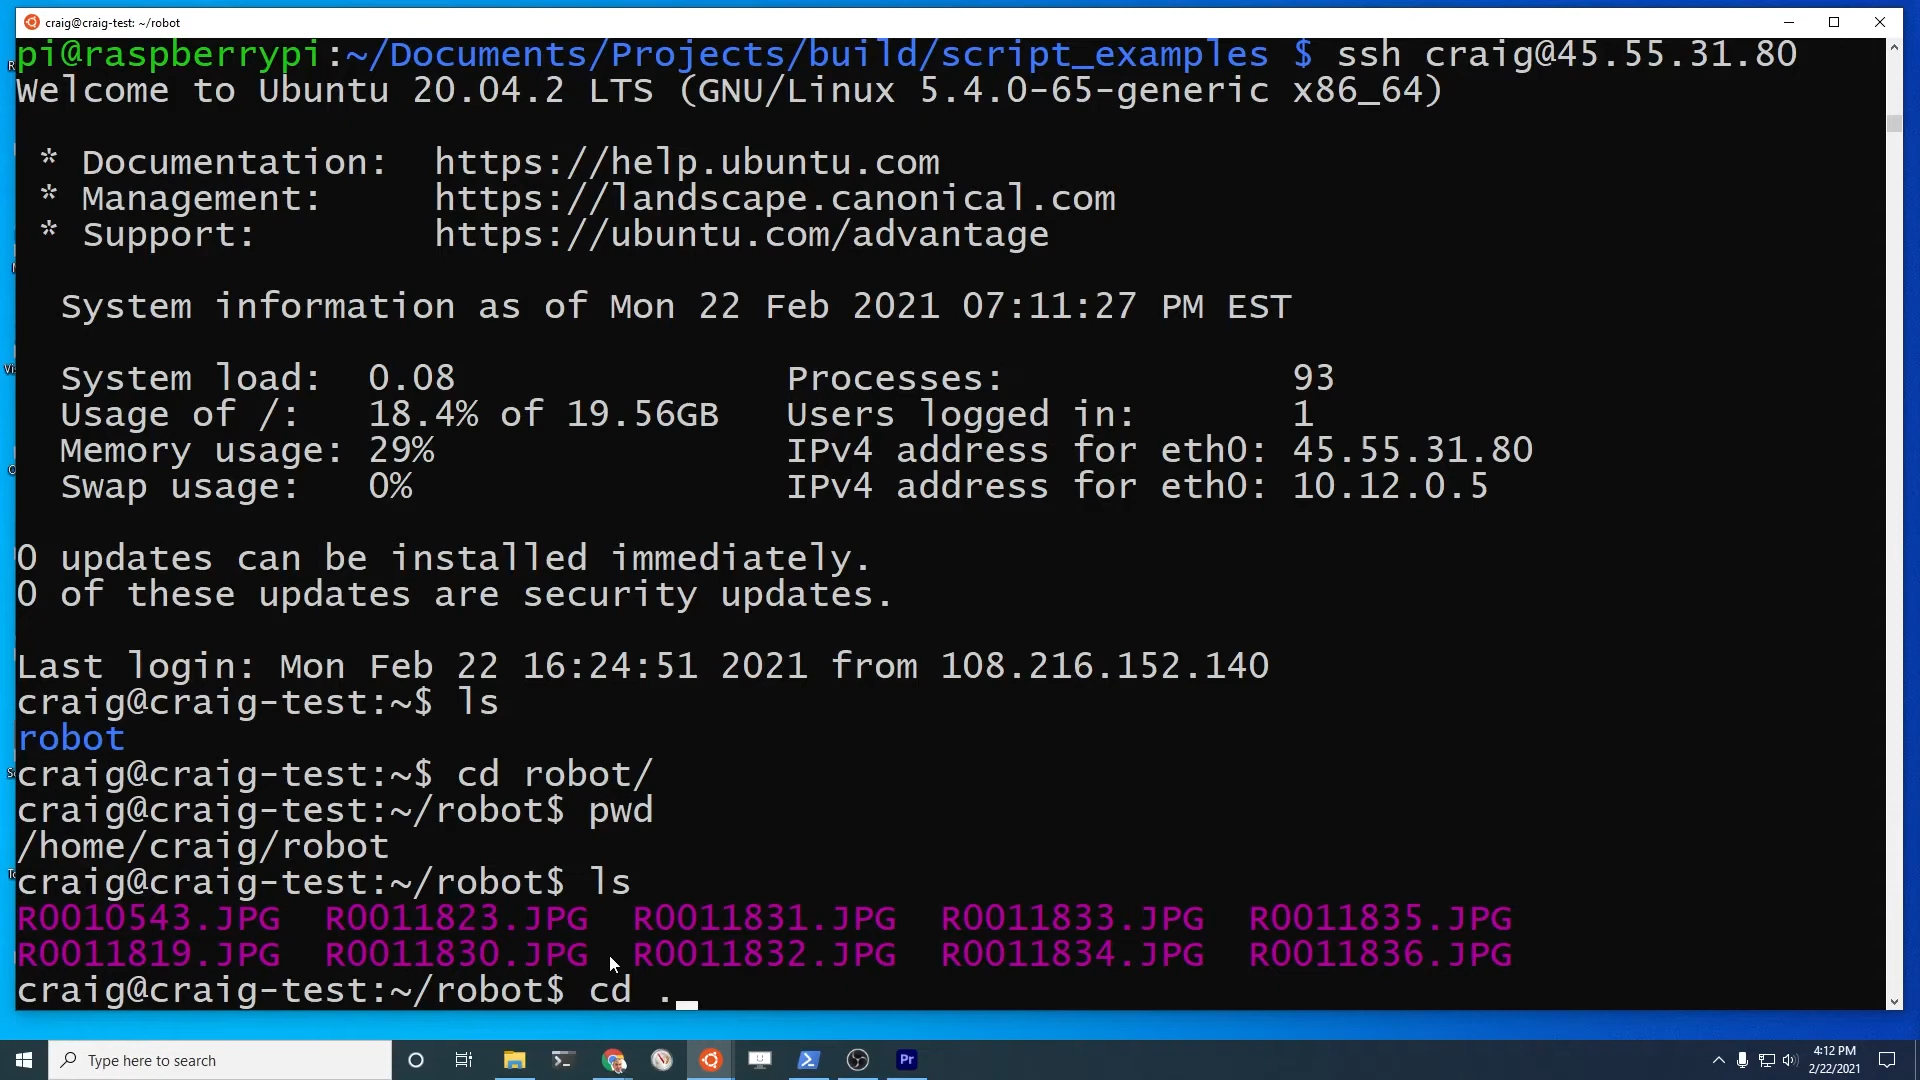 craig@craig-test: ~/robot
pi@raspberrypi:~/Documents/Projects/build/script_examples $ ssh craig@45.55.31.80
Welcome to Ubuntu 20.04.2 LTS (GNU/Linux 5.4.0-65-generic x86_64)
* Documentation: https://help.ubuntu.com
* Management: https://landscape.canonical.com
* Support: https://ubuntu.com/advantage
System information as of Mon 22 Feb 2021 07:11:27 PM EST
System load: 0.08 Processes: 93
Usage of /: 18.4% of 19.56GB Users logged in: 1
Memory usage: 29% IPv4 address for eth0: 45.55.31.80
Swap usage: 0% IPv4 address for eth0: 10.12.0.5
0 updates can be installed immediately.
0 of these updates are security updates.
Last login: Mon Feb 22 16:24:51 2021 from 108.216.152.140
craig@craig-test:~$ ls
robot
craig@craig-test:~$ cd robot/
craig@craig-test:~/robot$ pwd
/home/craig/robot
craig@craig-test:~/robot$ ls
R0010543.JPG R0011823.JPG R0011831.JPG R0011833.JPG R0011835.JPG
R0011819.JPG R0011830.JPG R0011832.JPG R0011834.JPG R0011836.JPG
craig@craig-test:~/robot$ cd .
Type here to search
Pr
4:12 PM
2/22/2021